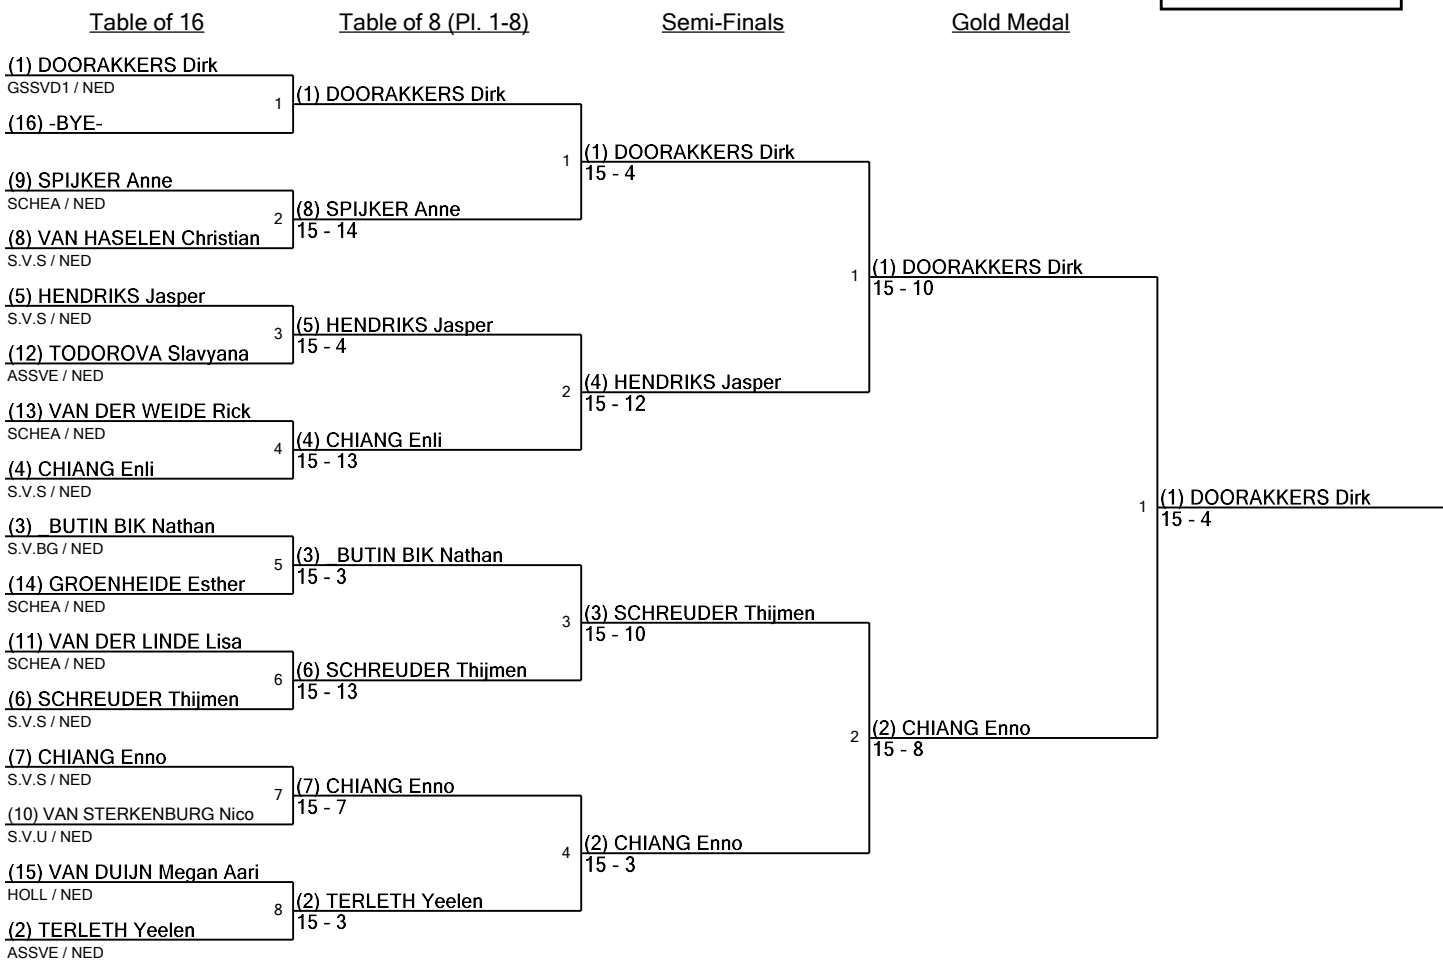 Table of 16
Table of 8 (Pl. 1-8)
Semi-Finals
Gold Medal
(1) DOORAKKERS Dirk
GSSVD1 / NED
(16) -BYE-
(9) SPIJKER Anne
SCHEA / NED
(8) VAN HASELEN Christian
S.V.S / NED
(5) HENDRIKS Jasper
S.V.S / NED
(12) TODOROVA Slavyana
ASSVE / NED
(13) VAN DER WEIDE Rick
SCHEA / NED
(4) CHIANG Enli
S.V.S / NED
(3) _BUTIN BIK Nathan
S.V.BG / NED
(14) GROENHEIDE Esther
SCHEA / NED
(11) VAN DER LINDE Lisa
SCHEA / NED
(6) SCHREUDER Thijmen
S.V.S / NED
(7) CHIANG Enno
S.V.S / NED
(10) VAN STERKENBURG Nico
S.V.U / NED
(15) VAN DUIJN Megan Aari
HOLL / NED
(2) TERLETH Yeelen
ASSVE / NED
1
(1) DOORAKKERS Dirk
2
(8) SPIJKER Anne
15 - 14
3
(5) HENDRIKS Jasper
15 - 4
4
(4) CHIANG Enli
15 - 13
5
(3) _BUTIN BIK Nathan
15 - 3
6
(6) SCHREUDER Thijmen
15 - 13
7
(7) CHIANG Enno
15 - 7
8
(2) TERLETH Yeelen
15 - 3
1
(1) DOORAKKERS Dirk
15 - 4
2
(4) HENDRIKS Jasper
15 - 12
3
(3) SCHREUDER Thijmen
15 - 10
4
(2) CHIANG Enno
15 - 3
1
(1) DOORAKKERS Dirk
15 - 10
2
(2) CHIANG Enno
15 - 8
1
(1) DOORAKKERS Dirk
15 - 4